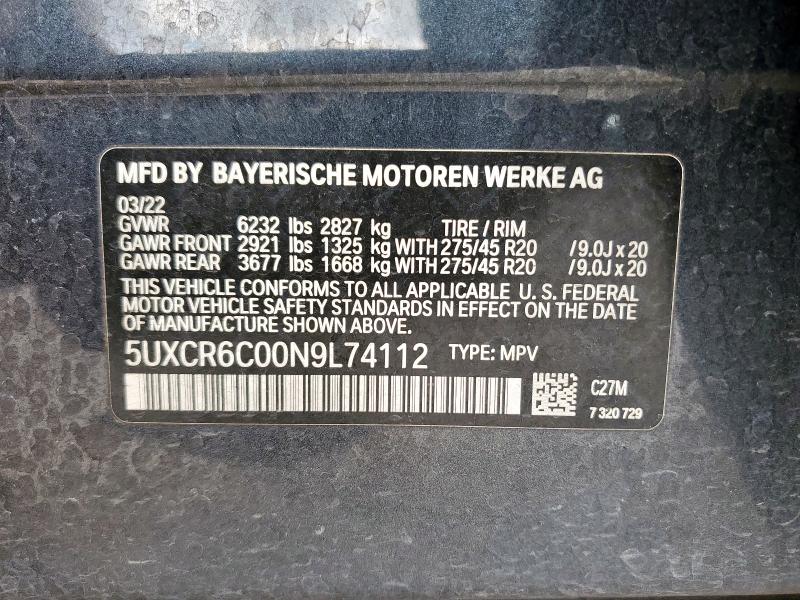 MFD BY BAYERISCHE MOTOREN WERKE AG
03/22
GVWR 6232 lbs 2827 kg TIRE / RIM
GAWR FRONT 2921 lbs 1325 kg WITH 275/45 R20 /9.0J x 20
GAWR REAR 3677 lbs 1668 kg WITH 275/45 R20 /9.0J x 20
THIS VEHICLE CONFORMS TO ALL APPLICABLE U. S. FEDERAL
MOTOR VEHICLE SAFETY STANDARDS IN EFFECT ON THE DATE
OF MANUFACTURE SHOWN ABOVE.
5UXCR6C00N9L74112 TYPE: MPV
C27M
7 320 729